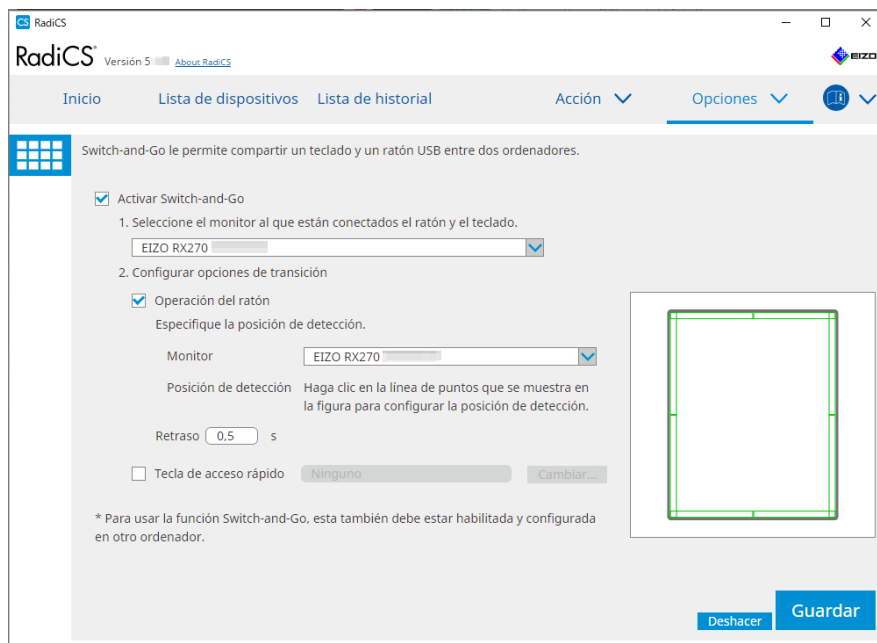 CS RadiCS
RadiCS® Versión 5 About RadiCS EIZO
Inicio Lista de dispositivos Lista de historial Acción Opciones
Switch-and-Go le permite compartir un teclado y un ratón USB entre dos ordenadores.
Activar Switch-and-Go
1. Seleccione el monitor al que están conectados el ratón y el teclado.
EIZO RX270
2. Configurar opciones de transición
Operación del ratón
Especifique la posición de detección.
Monitor EIZO RX270
Posición de detección Haga clic en la línea de puntos que se muestra en
la figura para configurar la posición de detección.
Retraso 0,5 s
Tecla de acceso rápido Ninguno Cambiar...
* Para usar la función Switch-and-Go, esta también debe estar habilitada y configurada
en otro ordenador.
Deshacer Guardar